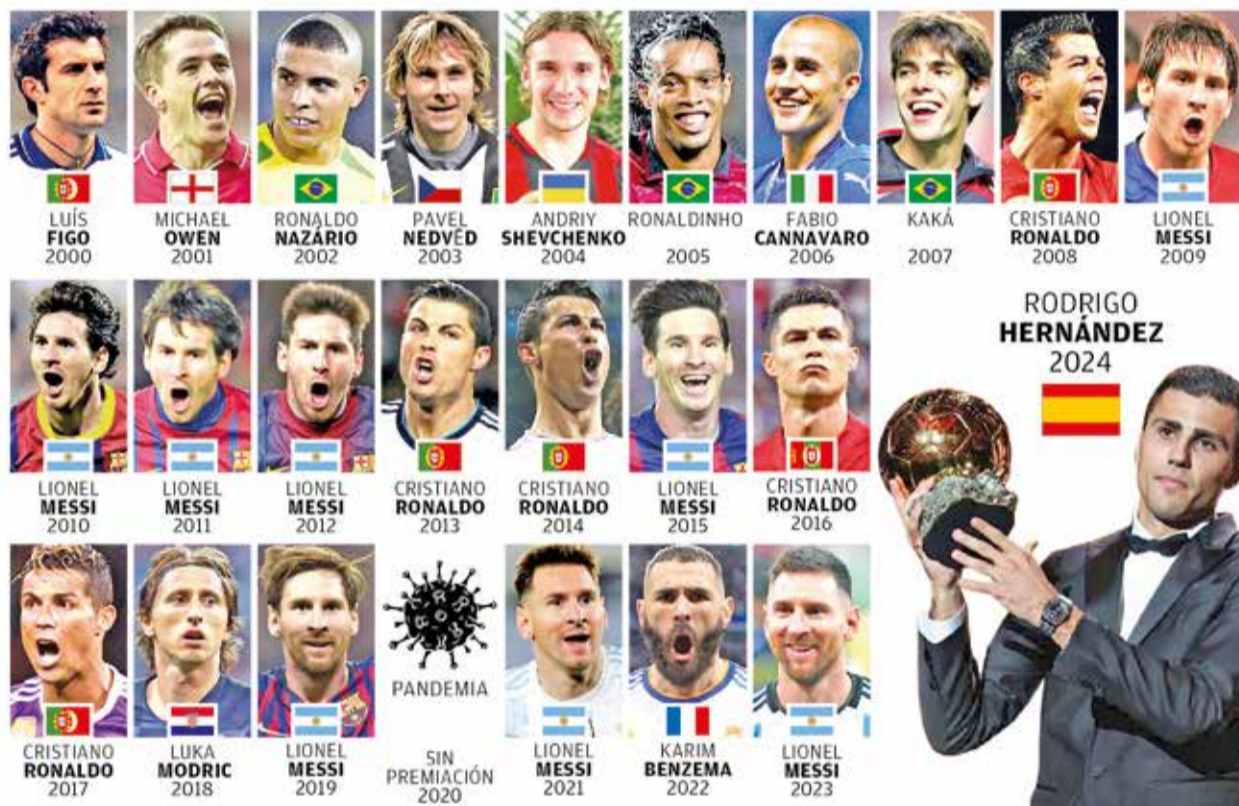 LUÍS
FIGO
2000
MICHAEL
OWEN
2001
RONALDO
NAZÁRIO
2002
PAVEL
NEDVĚD
2003
ANDRIY
SHEVCHENKO
2004
RONALDINHO
2005
FABIO
CANNAVARO
2006
KAKÁ
2007
CRISTIANO
RONALDO
2008
LIONEL
MESSI
2009
LIONEL
MESSI
2010
LIONEL
MESSI
2011
LIONEL
MESSI
2012
CRISTIANO
RONALDO
2013
CRISTIANO
RONALDO
2014
LIONEL
MESSI
2015
CRISTIANO
RONALDO
2016
RODRIGO
HERNÁNDEZ
2024
CRISTIANO
RONALDO
2017
LUKA
MODRIC
2018
LIONEL
MESSI
2019
PANDEMIA
SIN
PREMIACIÓN
2020
LIONEL
MESSI
2021
KARIM
BENZEMA
2022
LIONEL
MESSI
2023